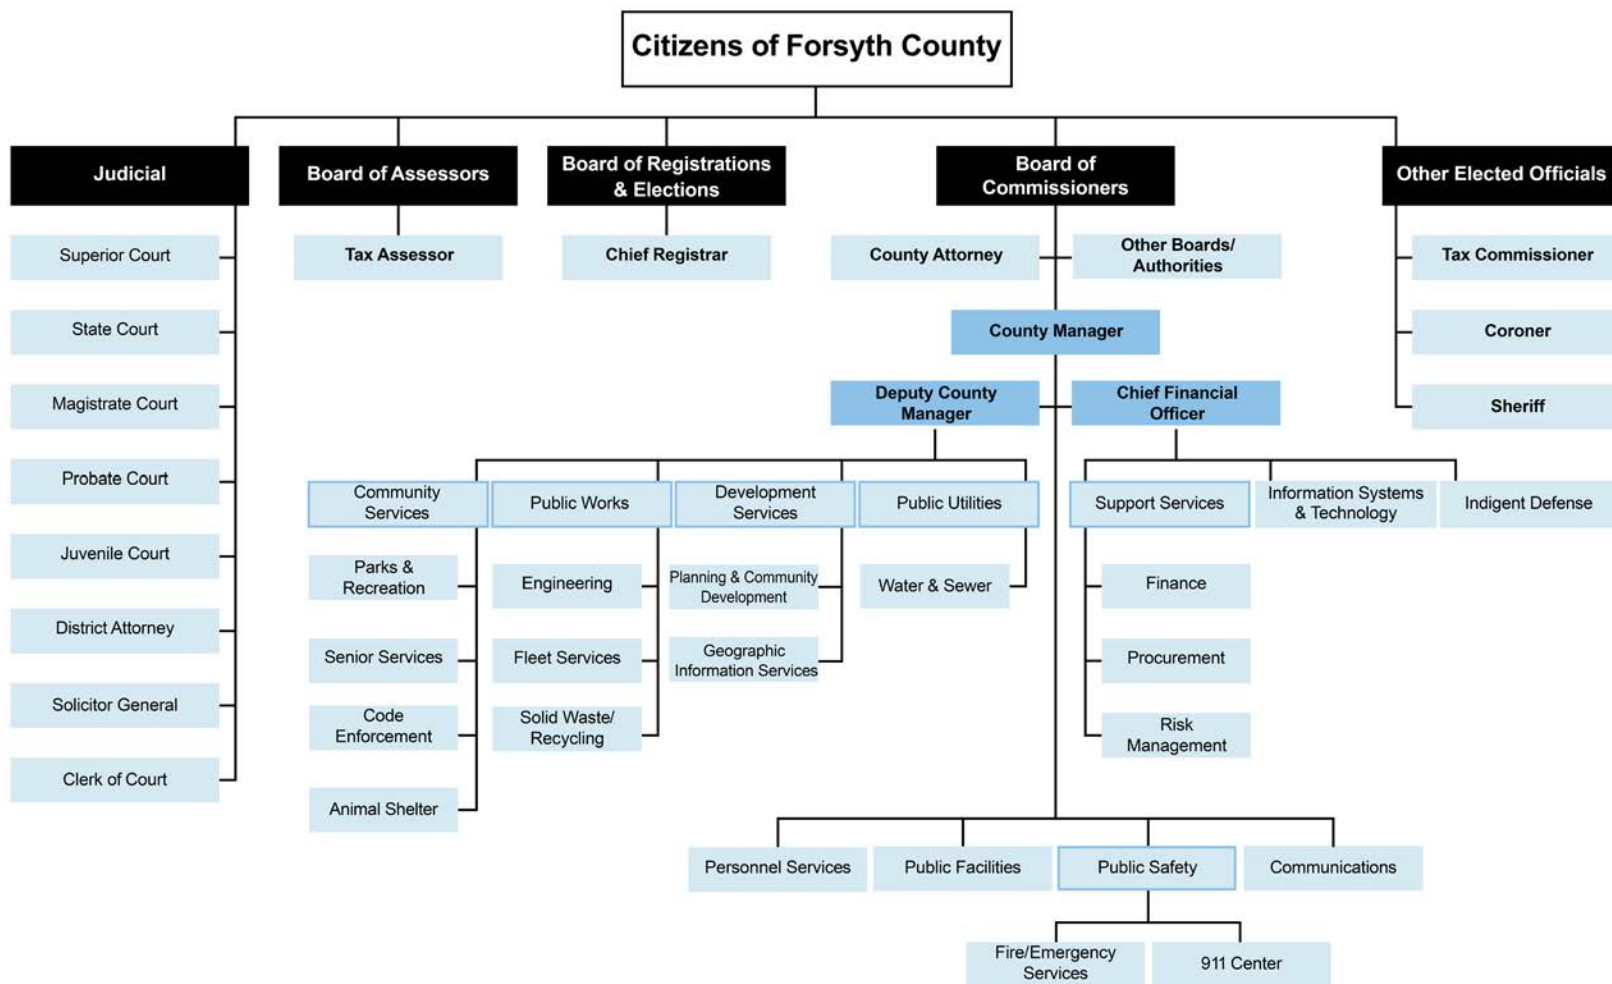 Citizens of Forsyth County
Judicial
Board of Assessors
Board of Registrations
& Elections
Board of
Commissioners
Other Elected Officials
Superior Court
State Court
Magistrate Court
Probate Court
Juvenile Court
District Attorney
Solicitor General
Clerk of Court
Tax Assessor
Chief Registrar
County Attorney
Other Boards/
Authorities
County Manager
Deputy County
Manager
Chief Financial
Officer
Tax Commissioner
Coroner
Sheriff
Community
Services
Parks &
Recreation
Senior Services
Code
Enforcement
Animal Shelter
Public Works
Engineering
Fleet Services
Solid Waste/
Recycling
Development
Services
Planning & Community
Development
Geographic
Information Services
Public Utilities
Water & Sewer
Support Services
Finance
Procurement
Risk
Management
Information Systems
& Technology
Indigent Defense
Personnel Services
Public Facilities
Public Safety
Communications
Fire/Emergency
Services
911 Center